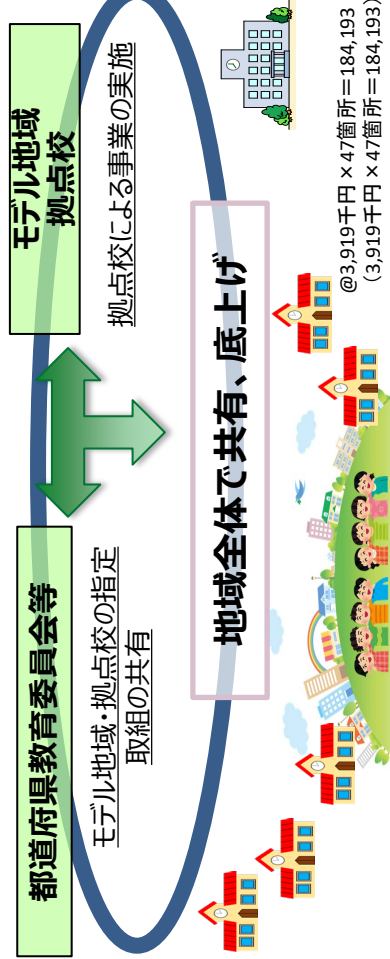 都道府県教育委員会等
モデル地域・拠点校の指定
取組の共有
モデル地域
拠点校
拠点校による事業の実施
地域全体で共有、底上げ
@3,919千円×47箇所=184,193
(3,919千円×47箇所=184,193)